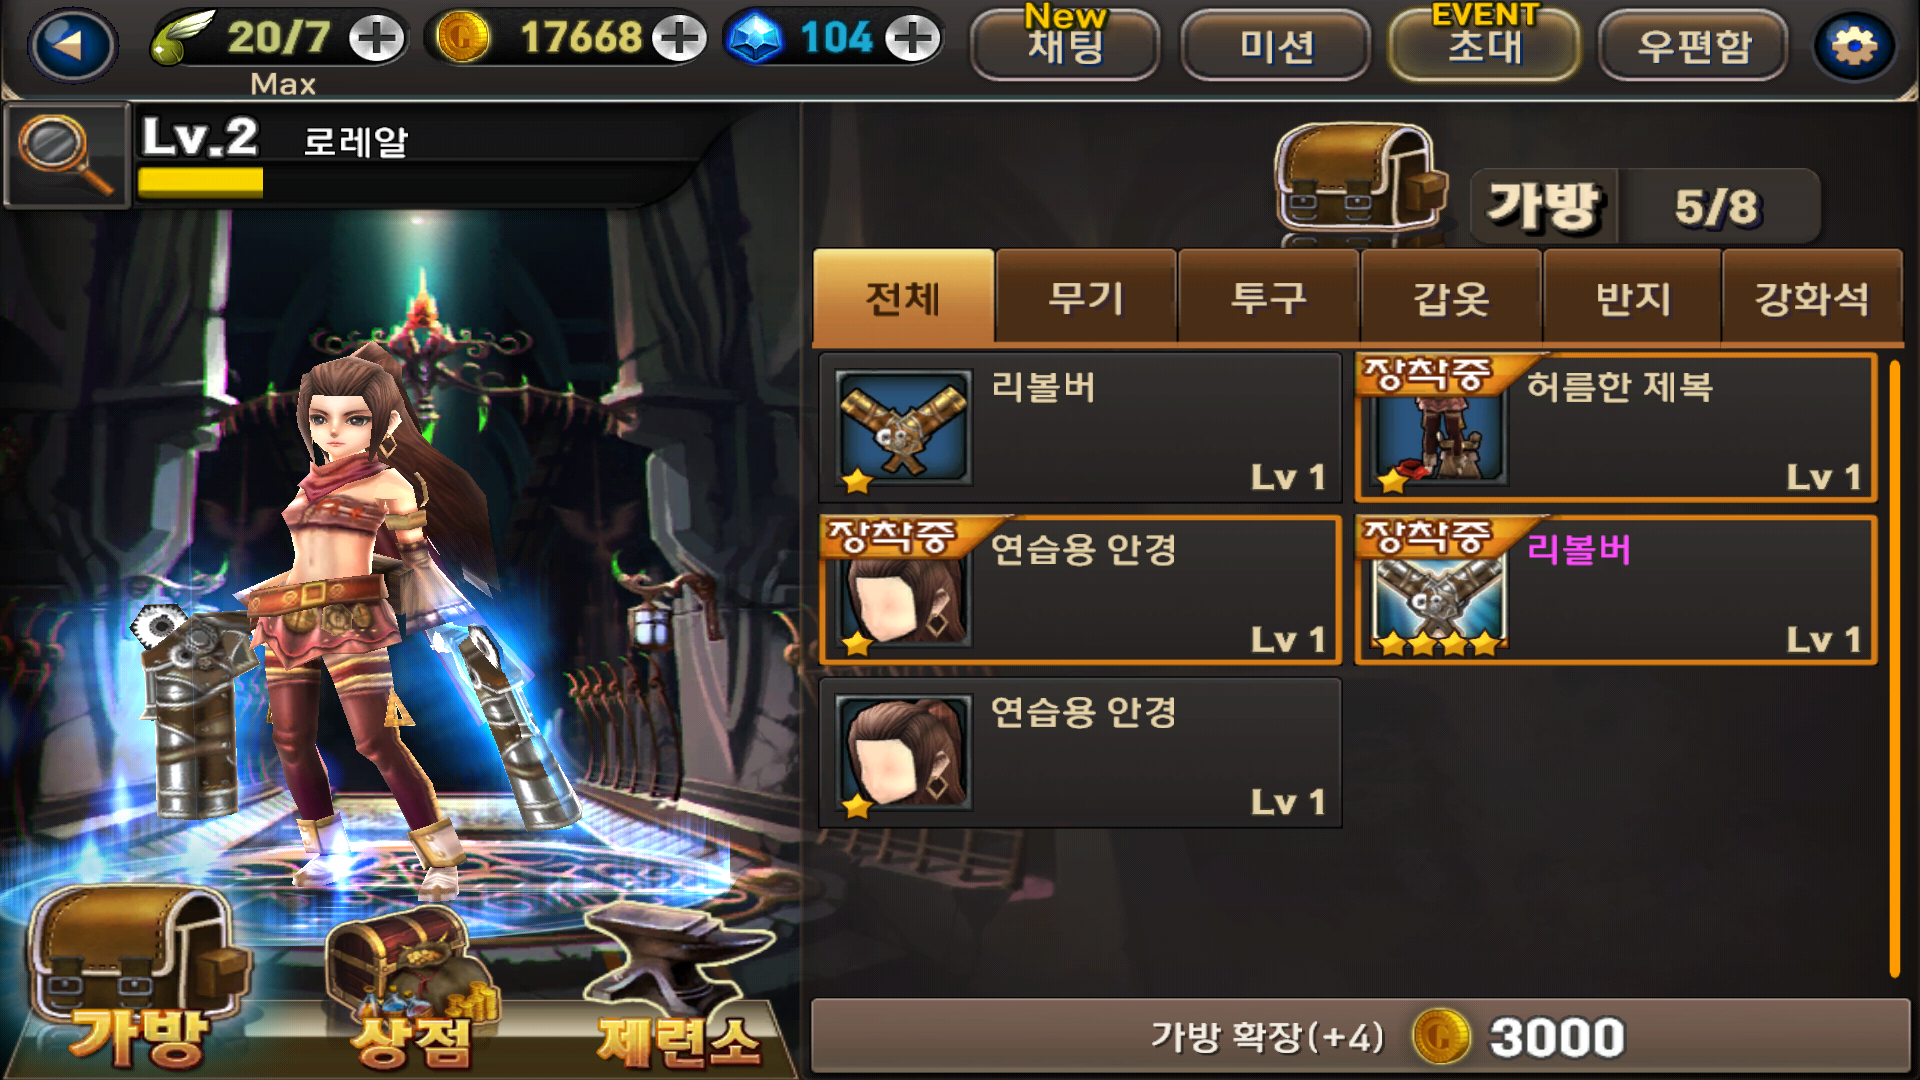 20/7
Max
17668
104
New
채팅
미션
EVENT
초대
우편함
Lv.2 로레알
가방 5/8
전체 무기 투구 갑옷 반지 강화석
리볼버
Lv 1
장착중
허름한 제복
Lv 1
장착중
연습용 안경
Lv 1
장착중
리볼버
Lv 1
연습용 안경
Lv 1
가방 상점 제련소
가방 확장(+4) 3000